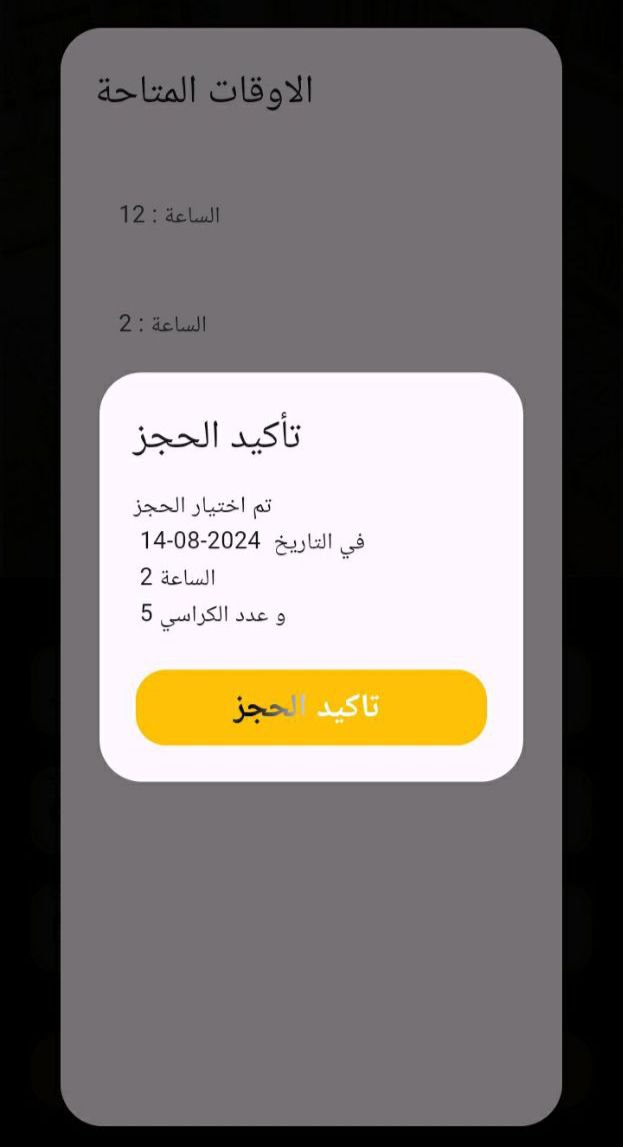 الاوقات المتاحة
الساعة : 12
الساعة : 2
تأكيد الحجز
تم اختيار الحجز
في التاريخ 2024-08-14
الساعة 2
و عدد الكراسي 5
تاكيد الحجز